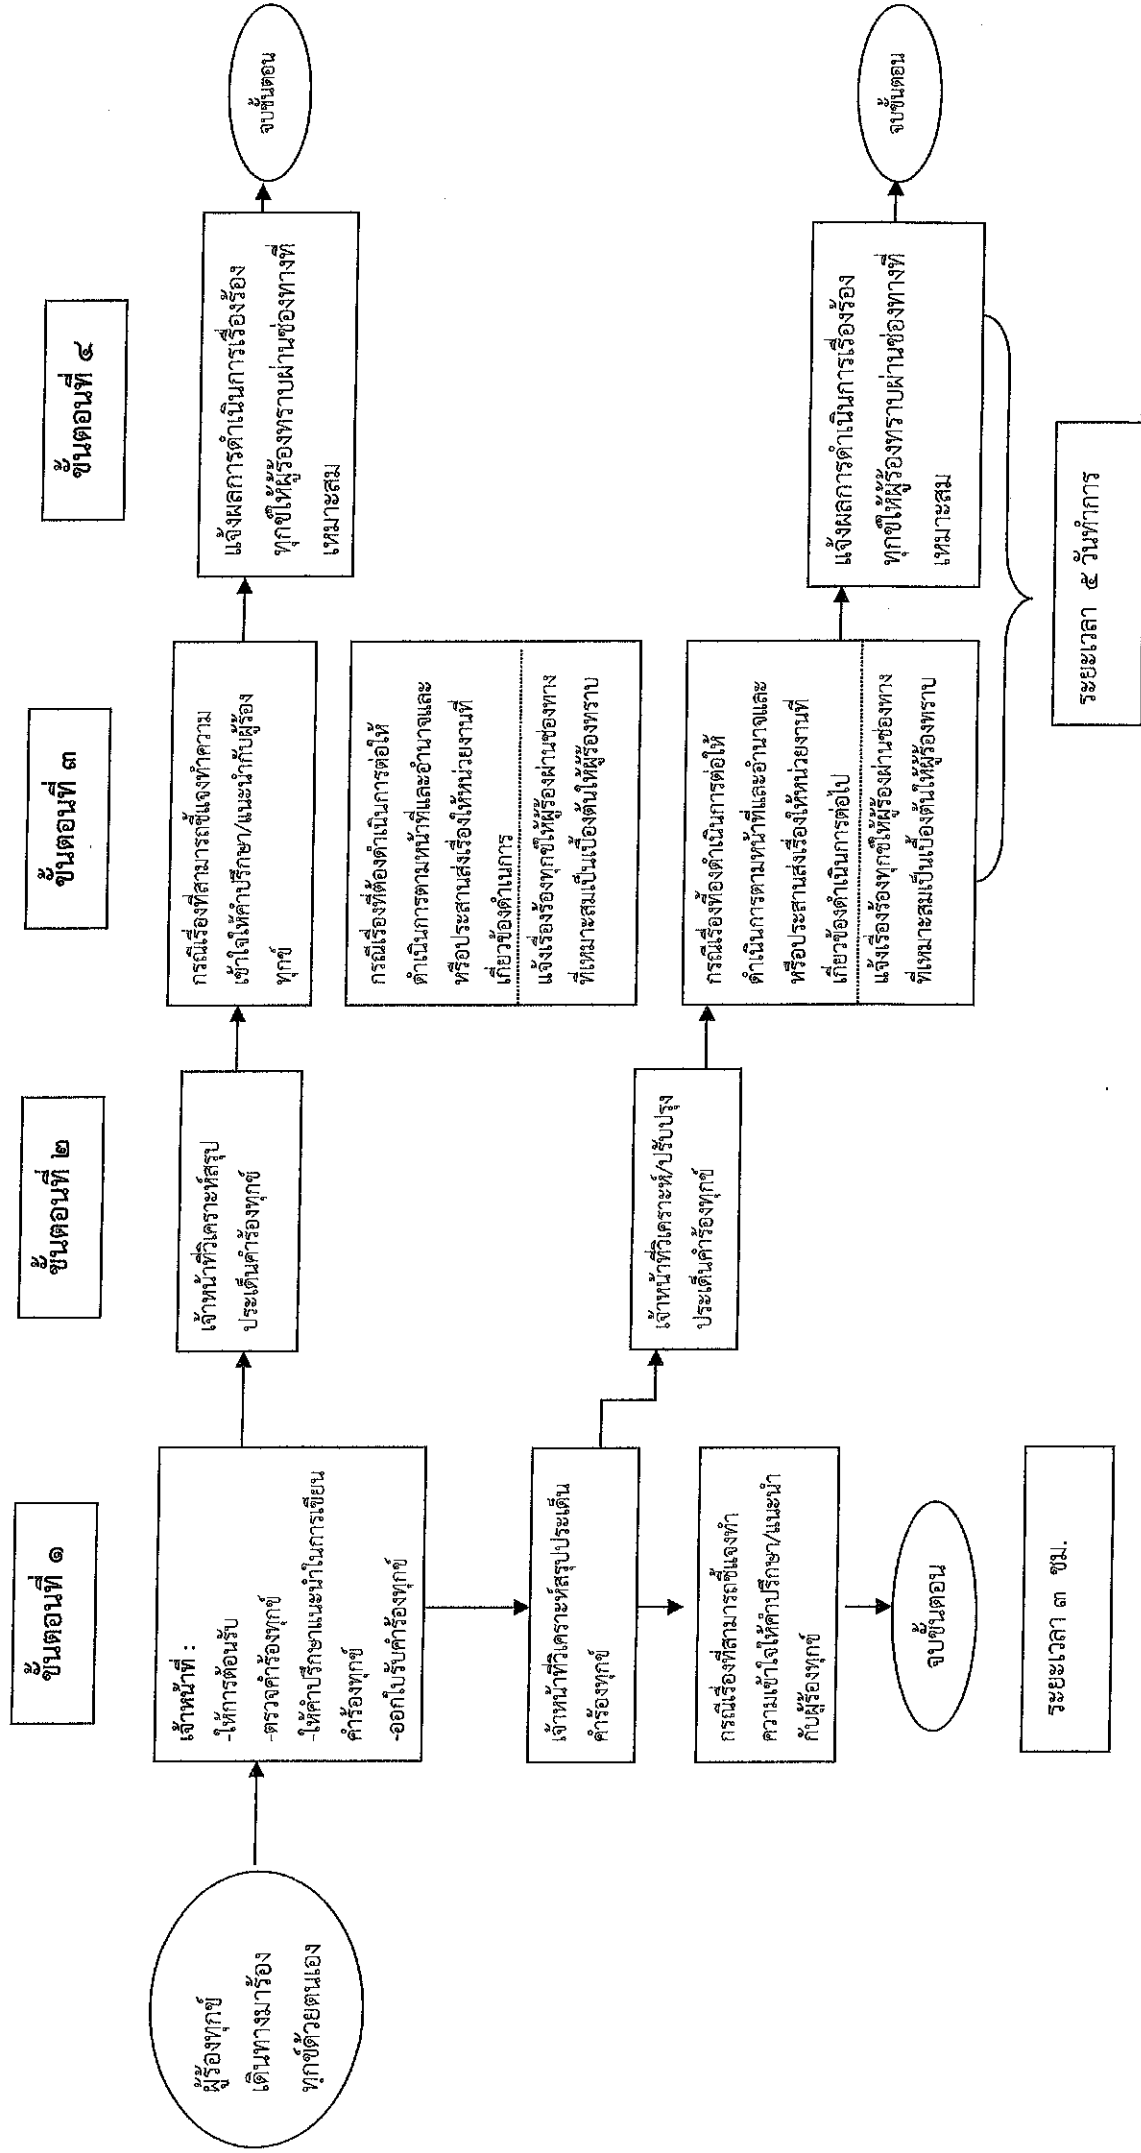 ขั้นตอนที่ ๑
ขั้นตอนที่ ๒
ขั้นตอนที่ ๓
ขั้นตอนที่ ๔
ผู้ร้องทุกข์
เดินทางมาร้อง
ทุกข์ด้วยตนเอง
เจ้าหน้าที่ :
-ให้การต้อนรับ
-ตรวจคำร้องทุกข์
-ให้คำปรึกษาแนะนำในการเขียน
คำร้องทุกข์
-ออกใบรับคำร้องทุกข์
เจ้าหน้าที่วิเคราะห์สรุป
ประเด็นคำร้องทุกข์
กรณีเรื่องที่สามารถชี้แจงทำความ
เข้าใจให้คำปรึกษา/แนะนำกับผู้ร้อง
ทุกข์
แจ้งผลการดำเนินการเรื่องร้อง
ทุกข์ให้ผู้ร้องทราบผ่านช่องทางที่
เหมาะสม
จบขั้นตอน
กรณีเรื่องที่ต้องดำเนินการต่อให้
ดำเนินการตามหน้าที่และอำนาจและ
หรือประสานส่งเรื่องให้หน่วยงานที่
เกี่ยวข้องดำเนการ
แจ้งเรื่องร้องทุกข์ให้ผู้ร้องผ่านช่องทาง
ที่เหมาะสมเป็นเบื้องต้นให้ผู้ร้องทราบ
เจ้าหน้าที่วิเคราะห์สรุปประเด็น
คำร้องทุกข์
เจ้าหน้าที่วิเคราะห์/ปรับปรุง
ประเด็นคำร้องทุกข์
กรณีเรื่องที่ต้องดำเนินการต่อให้
ดำเนินการตามหน้าที่และอำนาจและ
หรือประสานส่งเรื่องให้หน่วยงานที่
เกี่ยวข้องดำเนินการต่อไป
แจ้งเรื่องร้องทุกข์ให้ผู้ร้องผ่านช่องทาง
ที่เหมาะสมเป็นเบื้องต้นให้ผู้ร้องทราบ
แจ้งผลการดำเนินการเรื่องร้อง
ทุกข์ให้ผู้ร้องทราบผ่านช่องทางที่
เหมาะสม
จบขั้นตอน
กรณีเรื่องที่สามารถชี้แจงทำ
ความเข้าใจให้คำปรึกษา/แนะนำ
กับผู้ร้องทุกข์
จบขั้นตอน
ระยะเวลา ๓ ชม.
ระยะเวลา ๕ วันทำการ